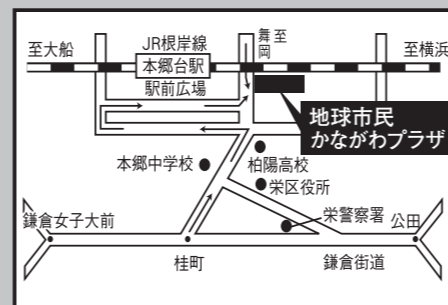 至大船
JR根岸線
舞岡
至
至横浜
本郷台駅
駅前広場
地球市民
かながわプラザ
本郷中学校
柏陽高校
栄区役所
栄警察署
鎌倉女子大前
公田
桂町
鎌倉街道